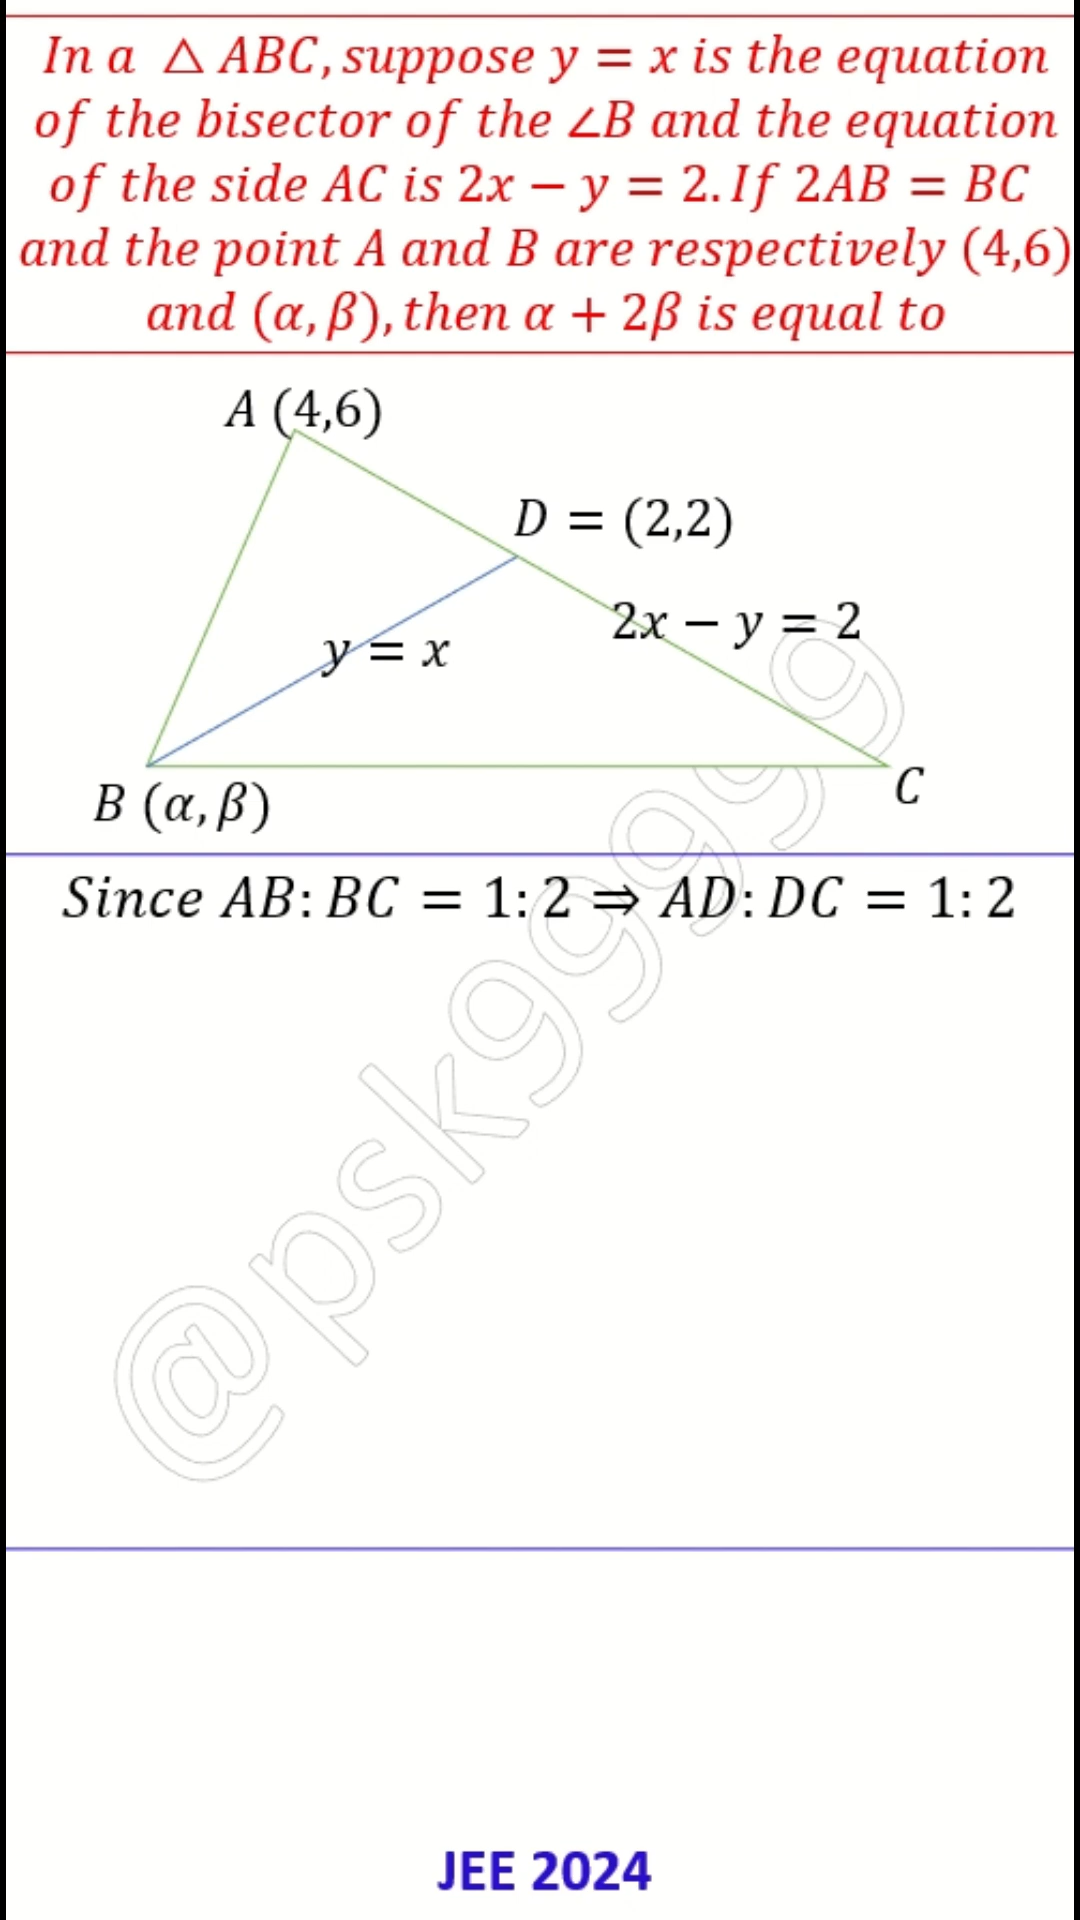 In a △ ABC, suppose y = x is the equation
of the bisector of the ∠B and the equation
of the side AC is 2x − y = 2. If 2AB = BC
and the point A and B are respectively (4,6)
and (α, β), then α + 2β is equal to
A (4,6)
D = (2,2)
2x − y = 2
y = x
B (α, β)
C
Since AB: BC = 1: 2 ⇒ AD: DC = 1: 2
@psk9999
JEE 2024